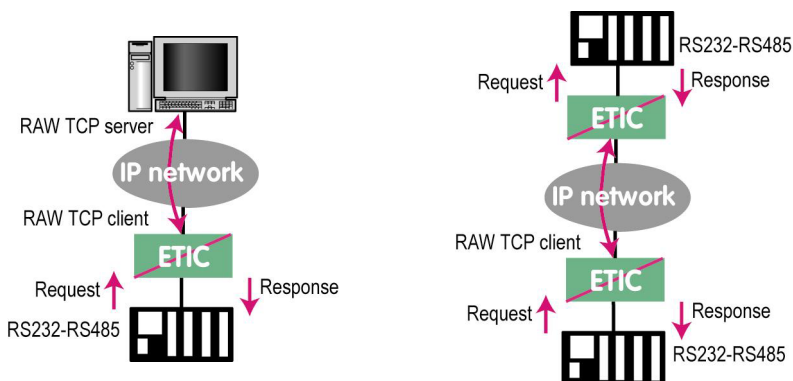 RAW TCP server
IP network
RAW TCP client
ETIC
Request
Response
RS232-RS485
RS232-RS485
Request
Response
ETIC
IP network
RAW TCP client
ETIC
Request
Response
RS232-RS485